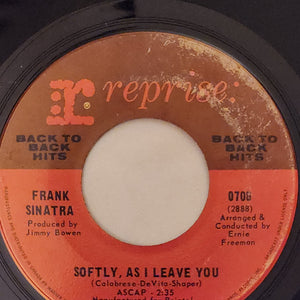 r® reprise:
BACK TO BACK HITS
BACK TO BACK HITS
FRANK SINATRA
Produced by
Jimmy Bowen
0706
(2888)
Arranged &
Conducted by
Ernie
Freeman
SOFTLY, AS I LEAVE YOU
(Calabrese-DeVita-Shaper)
ASCAP - 2:35